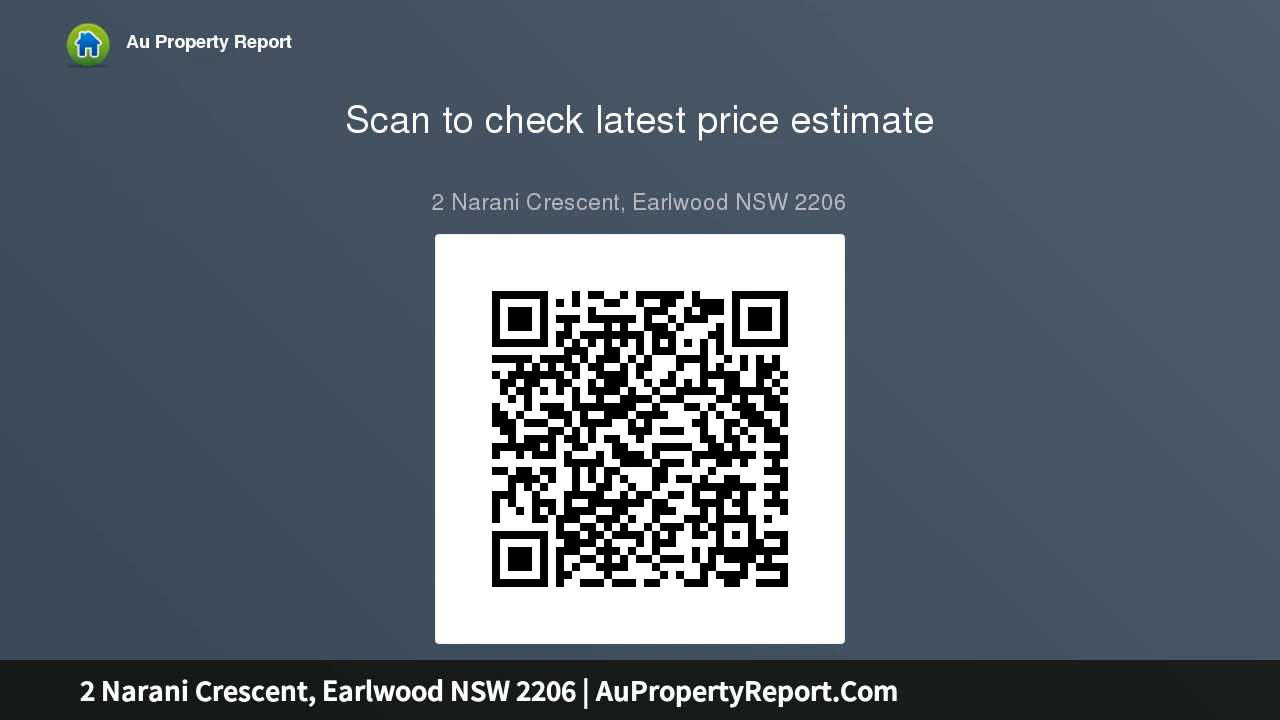 Au Property Report
Scan to check latest price estimate
2 Narani Crescent, Earlwood NSW 2206
2 Narani Crescent, Earlwood NSW 2206 | AuPropertyReport.Com